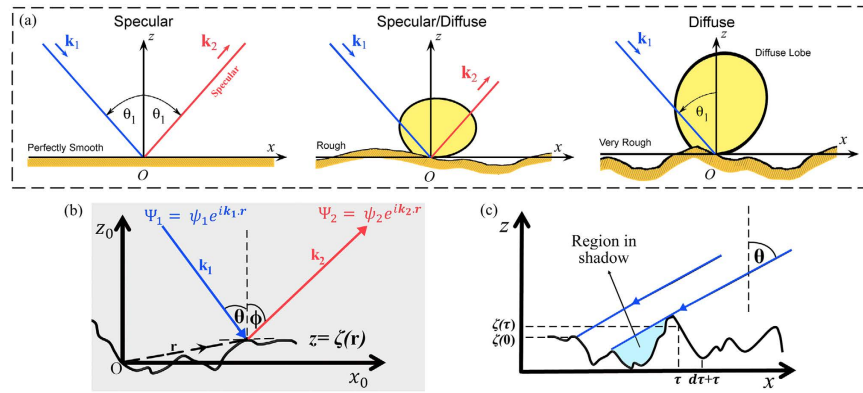 (a)
Specular
z
k₁
k₂
Specular
θ₁ θ₁
Perfectly Smooth
x
O
Specular/Diffuse
z
k₁
k₂
Rough
x
O
Diffuse
z
k₁
Diffuse Lobe
θ₁
Very Rough
x
O
(b)
z₀
Ψ₁ = ψ₁e^{ik₁.r}
Ψ₂ = ψ₂e^{ik₂.r}
k₁
k₂
θ ϕ
z= ζ(r)
r
O
x₀
(c)
z
Region in
shadow
θ
ζ(τ)
ζ(0)
τ dτ+τ
x